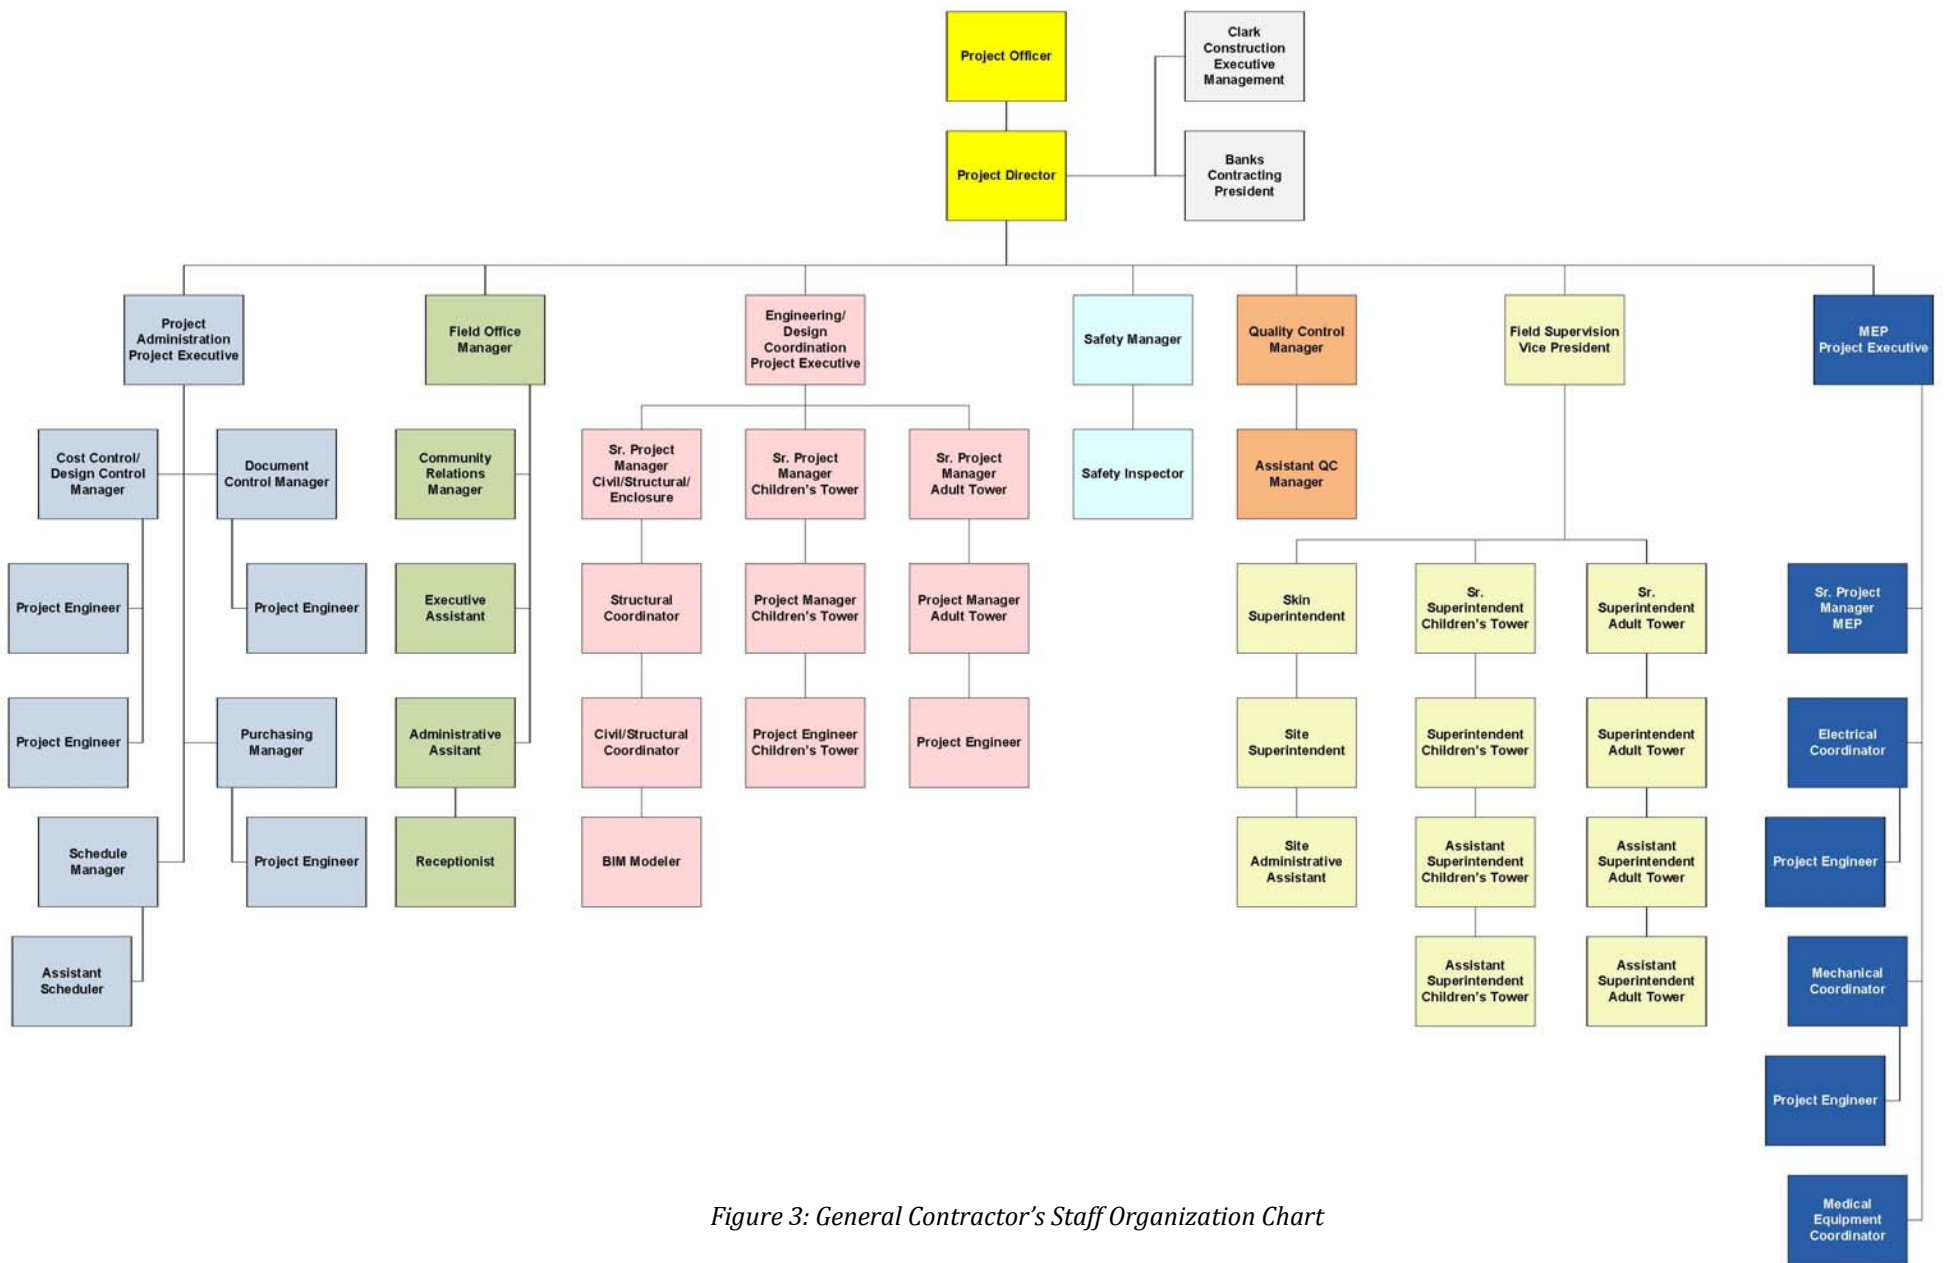 Project Officer
Clark
Construction
Executive
Management
Project Director
Banks
Contracting
President
Project
Administration
Project Executive
Field Office
Manager
Engineering/
Design
Coordination
Project Executive
Safety Manager
Quality Control
Manager
Field Supervision
Vice President
MEP
Project Executive
Cost Control/
Design Control
Manager
Document
Control Manager
Community
Relations
Manager
Sr. Project
Manager
Civil/Structural/
Enclosure
Sr. Project
Manager
Children's Tower
Sr. Project
Manager
Adult Tower
Safety Inspector
Assistant QC
Manager
Project Engineer
Project Engineer
Executive
Assistant
Structural
Coordinator
Project Manager
Children's Tower
Project Manager
Adult Tower
Skin
Superintendent
Sr.
Superintendent
Children's Tower
Sr.
Superintendent
Adult Tower
Sr. Project
Manager
MEP
Project Engineer
Purchasing
Manager
Administrative
Assitant
Civil/Structural
Coordinator
Project Engineer
Children's Tower
Project Engineer
Site
Superintendent
Superintendent
Children's Tower
Superintendent
Adult Tower
Electrical
Coordinator
Schedule
Manager
Project Engineer
Receptionist
BIM Modeler
Site
Administrative
Assistant
Assistant
Superintendent
Children's Tower
Assistant
Superintendent
Adult Tower
Project Engineer
Assistant
Scheduler
Assistant
Superintendent
Children's Tower
Assistant
Superintendent
Adult Tower
Mechanical
Coordinator
Project Engineer
Medical
Equipment
Coordinator
Figure 3: General Contractor's Staff Organization Chart